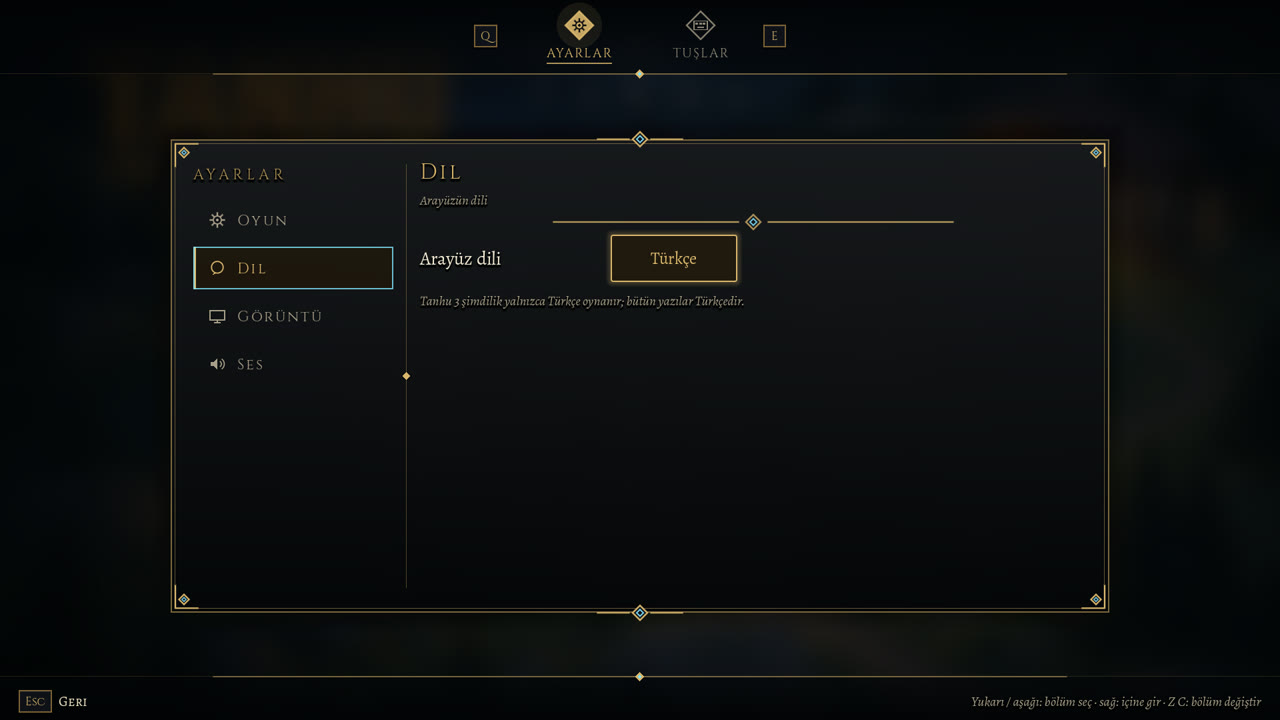 Q
AYARLAR
TUŞLAR
E
AYARLAR
Oyun
Dil
Görüntü
Ses
Dil
Arayüzün dili
Arayüz dili
Türkçe
Tanhu 3 şimdilik yalnızca Türkçe oynanır; bütün yazılar Türkçedir.
Esc Geri
Yukarı / aşağı: bölüm seç · sağ: içine gir · Z C: bölüm değiştir